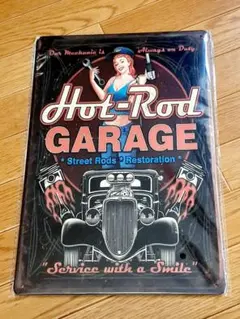 "Our Mechanic is Always on Duty"
Hot-Rod
GARAGE
* Street Rods * Restoration *
"Service with a Smile"